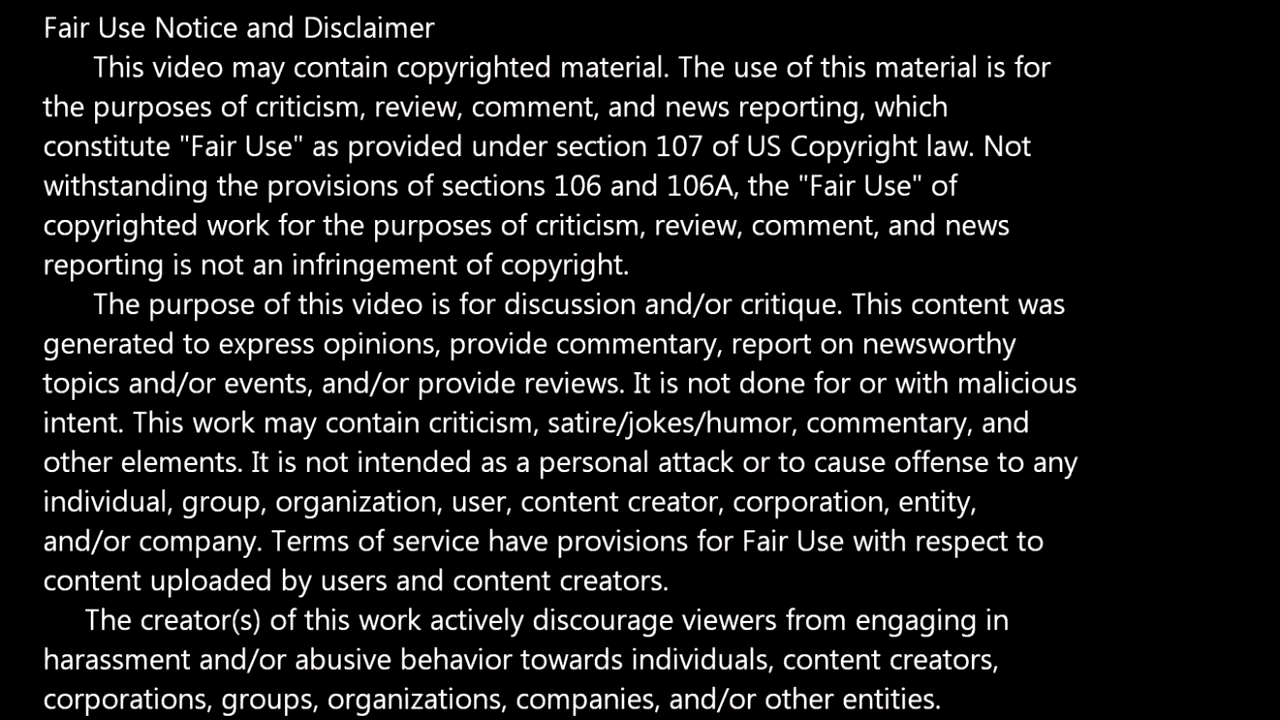 Fair Use Notice and Disclaimer
This video may contain copyrighted material. The use of this material is for
the purposes of criticism, review, comment, and news reporting, which
constitute "Fair Use" as provided under section 107 of US Copyright law. Not
withstanding the provisions of sections 106 and 106A, the "Fair Use" of
copyrighted work for the purposes of criticism, review, comment, and news
reporting is not an infringement of copyright.
The purpose of this video is for discussion and/or critique. This content was
generated to express opinions, provide commentary, report on newsworthy
topics and/or events, and/or provide reviews. It is not done for or with malicious
intent. This work may contain criticism, satire/jokes/humor, commentary, and
other elements. It is not intended as a personal attack or to cause offense to any
individual, group, organization, user, content creator, corporation, entity,
and/or company. Terms of service have provisions for Fair Use with respect to
content uploaded by users and content creators.
The creator(s) of this work actively discourage viewers from engaging in
harassment and/or abusive behavior towards individuals, content creators,
corporations, groups, organizations, companies, and/or other entities.